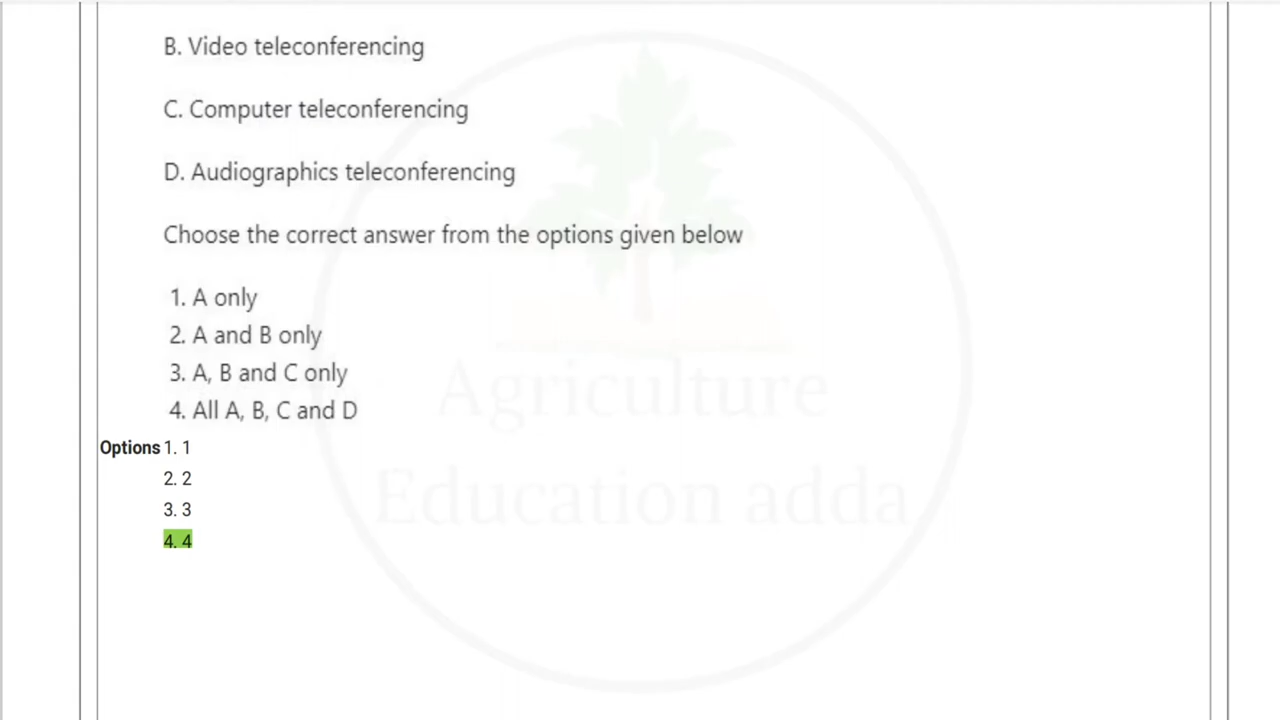 B. Video teleconferencing
C. Computer teleconferencing
D. Audiographics teleconferencing
Choose the correct answer from the options given below
1. A only
2. A and B only
3. A, B and C only
4. All A, B, C and D
Options 1. 1
2. 2
3. 3
4. 4
Agriculture
Education adda